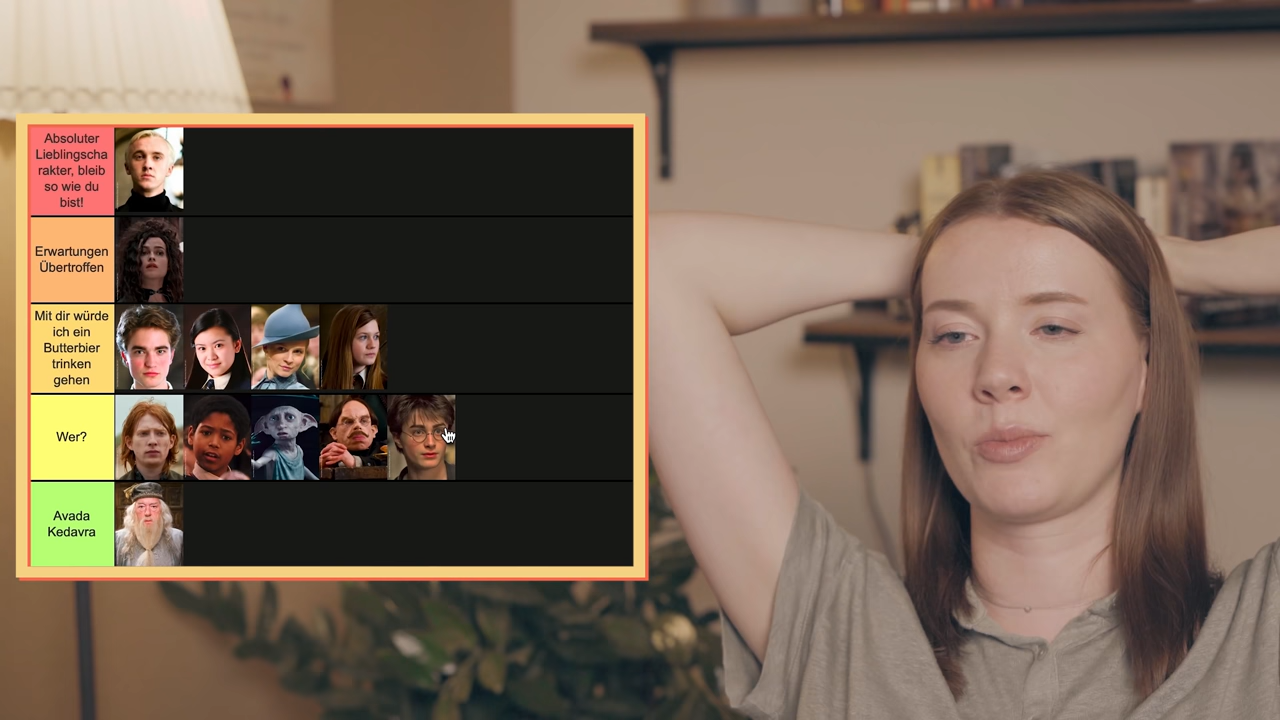 Absoluter
Lieblingscha
rakter, bleib
so wie du
bist!
Erwartungen
Übertroffen
Mit dir würde
ich ein
Butterbier
trinken
gehen
Wer?
Avada
Kedavra